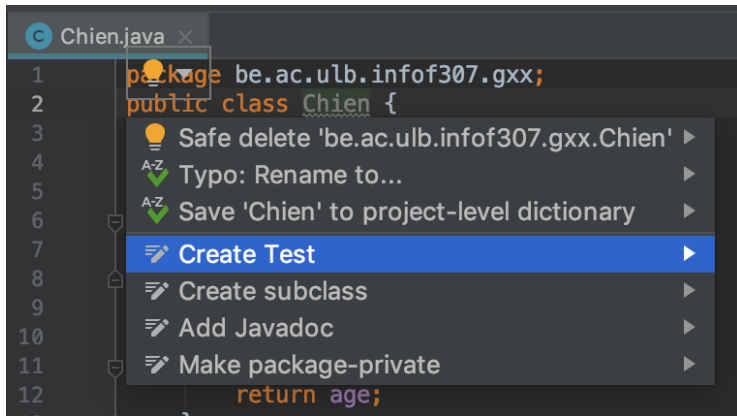 C Chien.java ×
1 package be.ac.ulb.infof307.gxx;
2 public class Chien {
3
4
5
6
7
8
9
10
11
12 return age;
Safe delete 'be.ac.ulb.infof307.gxx.Chien'
A-Z Typo: Rename to...
A-Z Save 'Chien' to project-level dictionary
Create Test
Create subclass
Add Javadoc
Make package-private